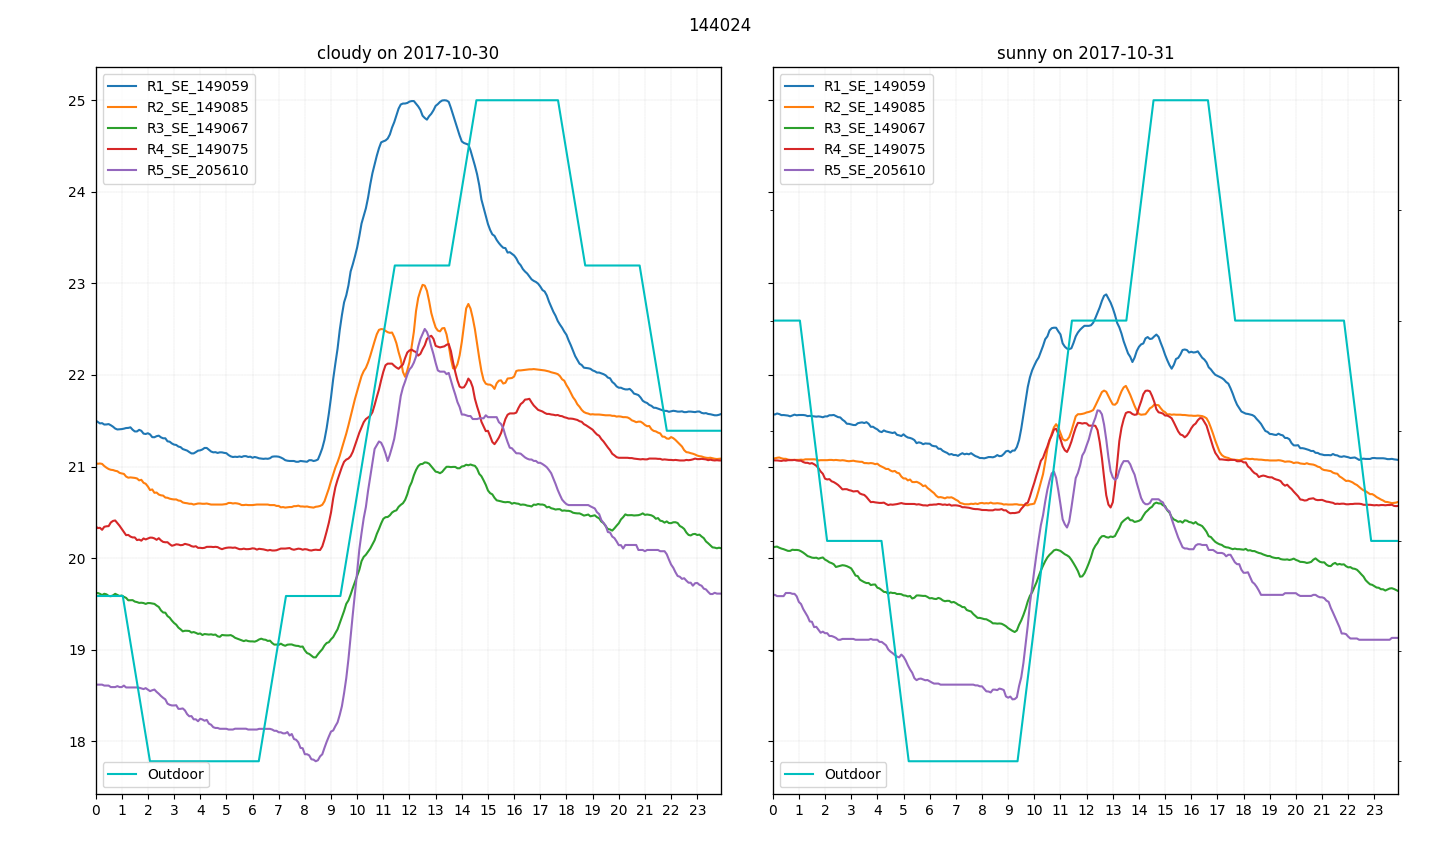 144024
cloudy on 2017-10-30
sunny on 2017-10-31
R1_SE_149059
R2_SE_149085
R3_SE_149067
R4_SE_149075
R5_SE_205610
R1_SE_149059
R2_SE_149085
R3_SE_149067
R4_SE_149075
R5_SE_205610
25
24
23
22
21
20
19
18
Outdoor
Outdoor
0 1 2 3 4 5 6 7 8 9 10 11 12 13 14 15 16 17 18 19 20 21 22 23
0 1 2 3 4 5 6 7 8 9 10 11 12 13 14 15 16 17 18 19 20 21 22 23